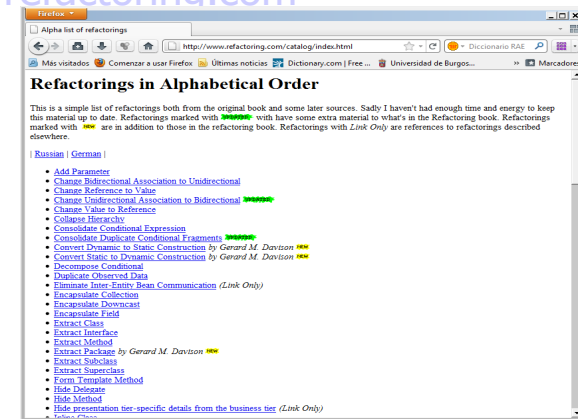 refactoring.com
Firefox
Alpha list of refactorings
http://www.refactoring.com/catalog/index.html
Diccionario RAE
Más visitados Comenzar a usar Firefox Últimas noticias Dictionary.com | Free ... Universidad de Burgos... Marcadores
Refactorings in Alphabetical Order
This is a simple list of refactorings both from the original book and some later sources. Sadly I haven't had enough time and energy to keep
this material up to date. Refactorings marked with UPDATED with have some extra material to what's in the Refactoring book. Refactorings
marked with NEW are in addition to those in the refactoring book. Refactorings with Link Only are references to refactorings described
elsewhere.
| Russian | German |
Add Parameter
Change Bidirectional Association to Unidirectional
Change Reference to Value
Change Unidirectional Association to Bidirectional UPDATED
Change Value to Reference
Collapse Hierarchy
Consolidate Conditional Expression
Consolidate Duplicate Conditional Fragments UPDATED
Convert Dynamic to Static Construction by Gerard M. Davison NEW
Convert Static to Dynamic Construction by Gerard M. Davison NEW
Decompose Conditional
Duplicate Observed Data
Eliminate Inter-Entity Bean Communication (Link Only)
Encapsulate Collection
Encapsulate Downcast
Encapsulate Field
Extract Class
Extract Interface
Extract Method
Extract Package by Gerard M. Davison NEW
Extract Subclass
Extract Superclass
Form Template Method
Hide Delegate
Hide Method
Hide presentation tier-specific details from the business tier (Link Only)
Inline Class